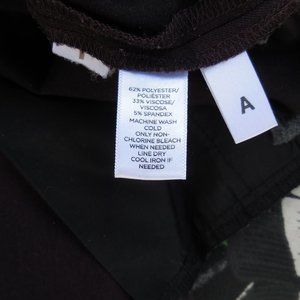 62% POLYESTER/
POLIÉSTER
33% VISCOSE/
VISCOSA
5% SPANDEX
MACHINE WASH
COLD
ONLY NON-
CHLORINE BLEACH
WHEN NEEDED
LINE DRY
COOL IRON IF
NEEDED
A